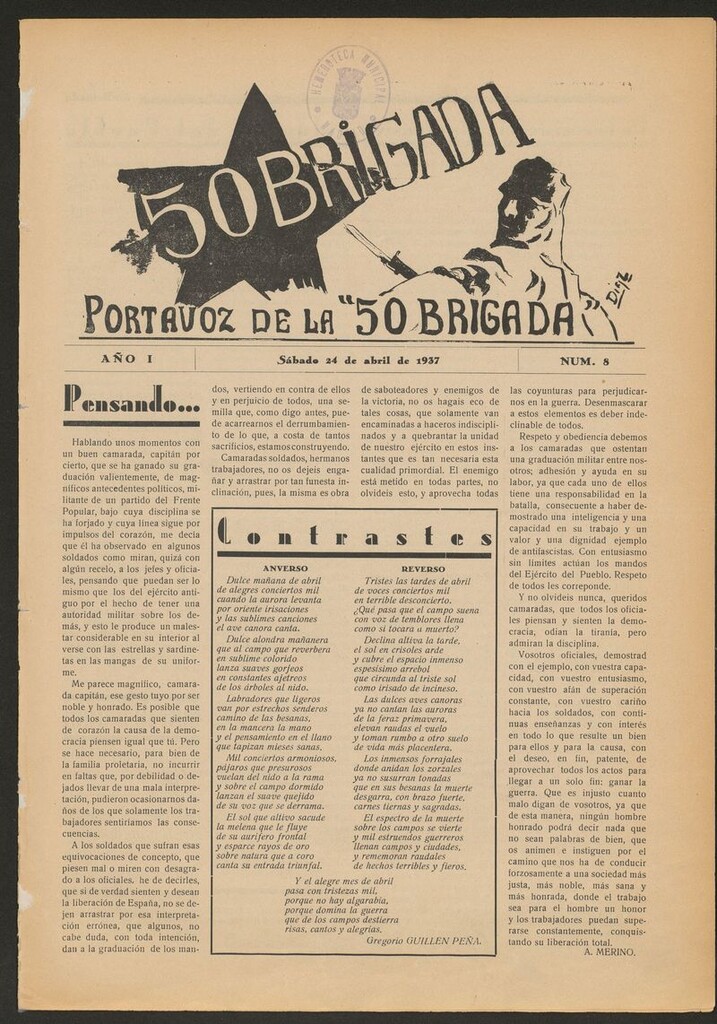 HEMEROTECA MUNICIPAL
50 BRIGADA
Diaz
PORTAVOZ DE LA "50 BRIGADA"
AÑO I
Sábado 24 de abril de 1937
NUM. 8
Pensando...
Hablando unos momentos con
un buen camarada, capitán por
cierto, que se ha ganado su gra-
duación valientemente, de mag-
níficos antecedentes políticos, mi-
litante de un partido del Frente
Popular, bajo cuya disciplina se
ha forjado y cuya línea sigue por
impulsos del corazón, me decía
que él ha observado en algunos
soldados como miran, quizá con
algún recelo, a los jefes y oficia-
les, pensando que puedan ser lo
mismo que los del ejército anti-
guo por el hecho de tener una
autoridad militar sobre los de-
más, y esto le produce un males-
tar considerable en su interior al
verse con las estrellas y sardine-
tas en las mangas de su unifor-
me.
Me parece magnífico, camara-
da capitán, ese gesto tuyo por ser
noble y honrado. Es posible que
todos los camaradas que sienten
de corazón la causa de la demo-
cracia piensen igual que tú. Pero
se hace necesario, para bien de
la familia proletaria, no incurrir
en faltas que, por debilidad o de-
jados llevar de una mala interpre-
tación, pudieron ocasionarnos da-
ños de los que solamente los tra-
bajadores sentiríamos las conse-
cuencias.
A los soldados que sufran esas
equivocaciones de concepto, que
piesen mal o miren con desagra-
do a los oficiales, he de decirles,
que si de verdad sienten y desean
la liberación de España, no se de-
jen arrastrar por esa interpreta-
ción errónea, que algunos, no
cabe duda, con toda intención,
dan a la graduación de los man-
dos, vertiendo en contra de ellos
y en perjuicio de todos, una se-
milla que, como digo antes, pue-
de acarrearnos el derrumbamien-
to de lo que, a costa de tantos
sacrificios, estamos construyendo.
Camaradas soldados, hermanos
trabajadores, no os dejeis enga-
ñar y arrastrar por tan funesta in-
clinación, pues, la misma es obra
de saboteadores y enemigos de
la victoria, no os hagais eco de
tales cosas, que solamente van
encaminadas a haceros indiscipli-
nados y a quebrantar la unidad
de nuestro ejército en estos ins-
tantes que es tan necesaria esta
cualidad primordial. El enemigo
está metido en todas partes, no
olvideis esto, y aprovecha todas
las coyunturas para perjudicar-
nos en la guerra. Desenmascarar
a estos elementos es deber inde-
clinable de todos.
Respeto y obediencia debemos
a los camaradas que ostentan
una graduación militar entre nos-
otros; adhesión y ayuda en su
labor, ya que cada uno de ellos
tiene una responsabilidad en la
batalla, consecuente a haber de-
mostrado una inteligencia y una
capacidad en su trabajo y un
valor y una dignidad ejemplo
de antifascistas. Con entusiasmo
sin límites actúan los mandos
del Ejército del Pueblo. Respeto
de todos les correponde.
Y no olvideis nunca, queridos
camaradas, que todos los oficia-
les piensan y sienten la demo-
cracia, odian la tiranía, pero
admiran la disciplina.
Vosotros oficiales, demostrad
con el ejemplo, con vuestra capa-
cidad, con vuestro entusiasmo,
con vuestro afán de superación
constante, con vuestro cariño
hacia los soldados, con conti-
nuas enseñanzas y con interés
en todo lo que resulte un bien
para ellos y para la causa, con
el deseo, en fin, patente, de
aprovechar todos los actos para
llegar a un solo fin: ganar la
guerra. Que es injusto cuanto
malo digan de vosotros, ya que
de esta manera, ningún hombre
honrado podrá decir nada que
no sean palabras de bien, que
os animen e instiguen por el
camino que nos ha de conducir
forzosamente a una sociedad más
justa, más noble, más sana y
más honrada, donde el trabajo
sea para el hombre un honor
y los trabajadores puedan supe-
rarse constantemente, conquis-
tando su liberación total.
A. MERINO.
Contrastes
ANVERSO
Dulce mañana de abril
de alegres conciertos mil
cuando la aurora levanta
por oriente irisaciones
y las sublimes canciones
el ave canora canta.
Dulce alondra mañanera
que al campo que reverbera
en sublime colorido
lanza suaves gorjeos
en constantes ajetreos
de los árboles al nido.
Labradores que ligeros
van por estrechos senderos
camino de las besanas,
en la mancera la mano
y el pensamiento en el llano
que tapizan mieses sanas.
Mil conciertos armoniosos,
pájaros que presurosos
vuelan del nido a la rama
y sobre el campo dormido
lanzan el suave quejido
de su voz que se derrama.
El sol que altivo sacude
la melena que le fluye
de su aurífero frontal
y esparce rayos de oro
sobre natura que a coro
canta su entrada triunfal.
REVERSO
Tristes las tardes de abril
de voces conciertos mil
en terrible desconcierto.
¿Qué pasa que el campo suena
con voz de temblores llena
como si tocara a muerto?
Declina altiva la tarde,
el sol en crisoles arde
y cubre el espacio inmenso
espesísimo arrebol
que circunda al triste sol
como irisado de incineso.
Las dulces aves canoras
ya no cantan las auroras
de la feraz primavera,
elevan raudas el vuelo
y toman rumbo a otro suelo
de vida más placentera.
Los inmensos forrajales
donde anidan los zorzales
ya no susurran tonadas
que en sus besanas la muerte
desgarra, con brazo fuerte,
carnes tiernas y sagradas.
El espectro de la muerte
sobre los campos se vierte
y mil estruendos guerreros
llenan campos y ciudades,
y rememoran raudales
de hechos terribles y fieros.
Y el alegre mes de abril
pasa con tristezas mil,
porque no hay algarabía,
porque domina la guerra
que de los campos destierra
risas, cantos y alegrías.
Gregorio GUILLEN PEÑA.